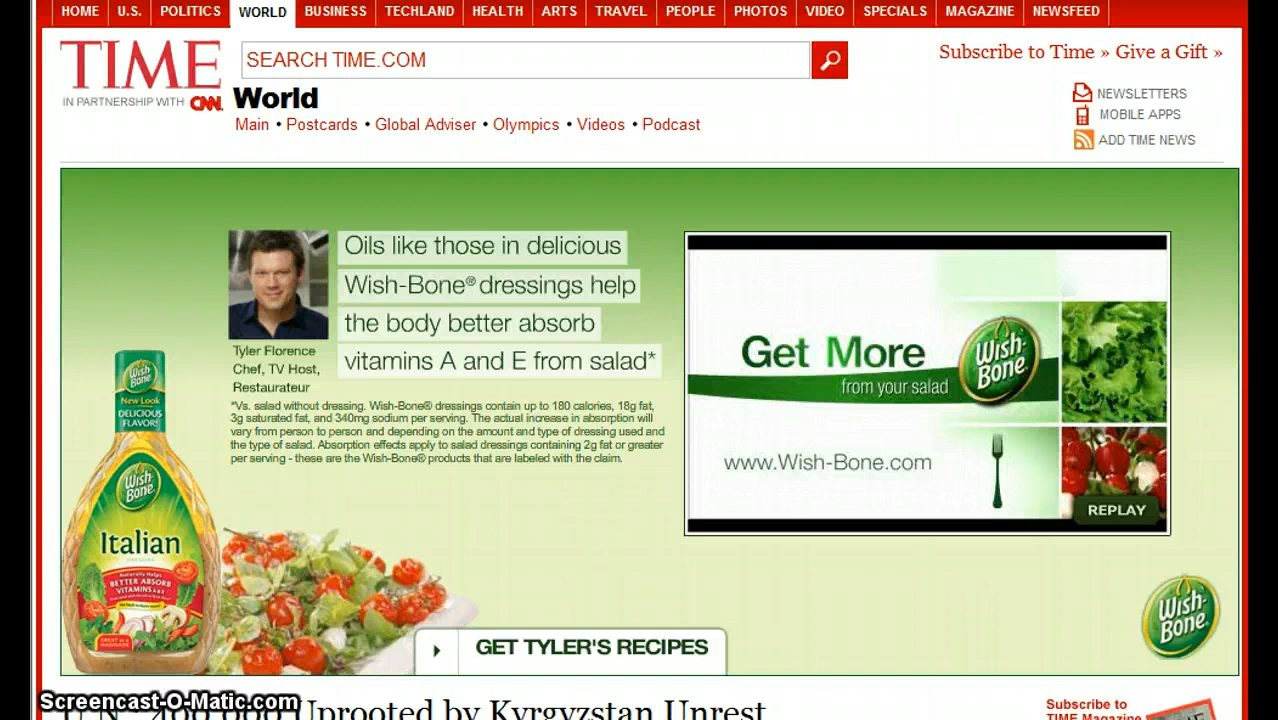 HOME U.S. POLITICS WORLD BUSINESS TECHLAND HEALTH ARTS TRAVEL PEOPLE PHOTOS VIDEO SPECIALS MAGAZINE NEWSFEED
TIME
IN PARTNERSHIP WITH CNN
SEARCH TIME.COM
Subscribe to Time » Give a Gift »
World
Main • Postcards • Global Adviser • Olympics • Videos • Podcast
NEWSLETTERS
MOBILE APPS
ADD TIME NEWS
Oils like those in delicious
Wish-Bone® dressings help
the body better absorb
vitamins A and E from salad*
Tyler Florence
Chef, TV Host,
Restaurateur
*Vs. salad without dressing. Wish-Bone® dressings contain up to 180 calories, 18g fat,
3g saturated fat, and 340mg sodium per serving. The actual increase in absorption will
vary from person to person and depending on the amount and type of dressing used and
the type of salad. Absorption effects apply to salad dressings containing 2g fat or greater
per serving - these are the Wish-Bone® products that are labeled with the claim.
Get More
from your salad
Wish-
Bone
www.Wish-Bone.com
REPLAY
Wish-
Bone
New Look
DELICIOUS
FLAVOR!
Wish-
Bone
Italian
Naturally Helps
BETTER ABSORB
VITAMINS A & E
GET TYLER'S RECIPES
Wish-
Bone
Screencast-O-Matic.com
U.N.: 400,000 Uprooted by Kyrgyzstan Unrest
Subscribe to
TIME Magazine